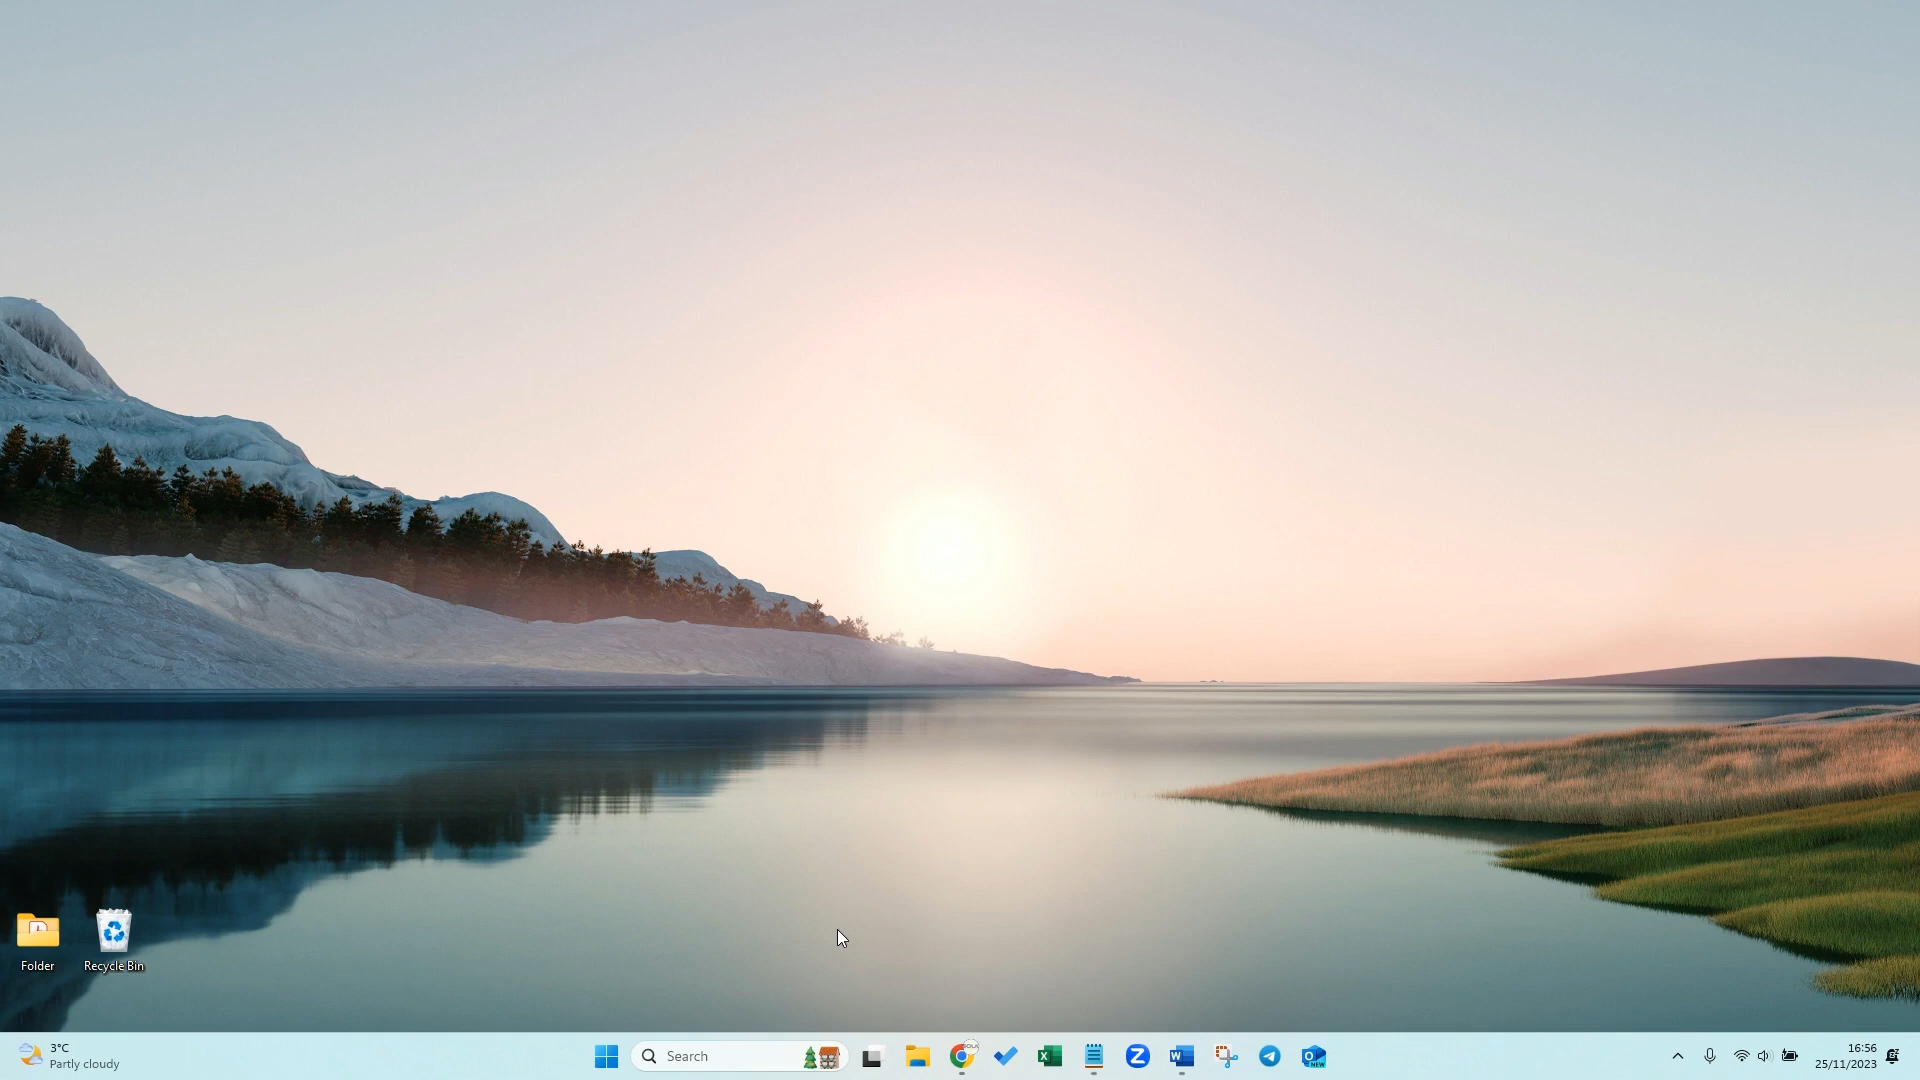 Folder
Recycle Bin
3°C
Partly cloudy
Search
16:56
25/11/2023